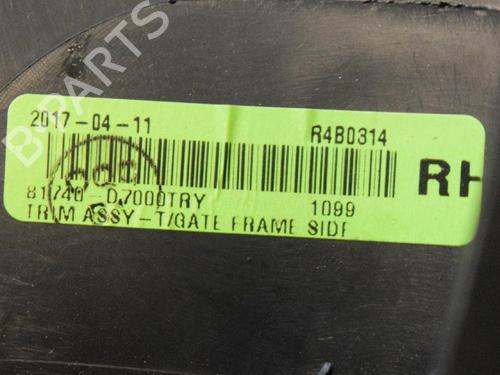 B-PARTS
2017-04-11 R4B0314
RH
81740 D7000TRY 1099
TRIM ASSY-T/GATE FRAME SIDE